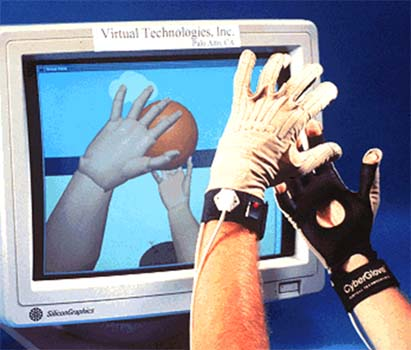 Virtual Technologies, Inc.
Palo Alto, CA
CyberGlove
SiliconGraphics